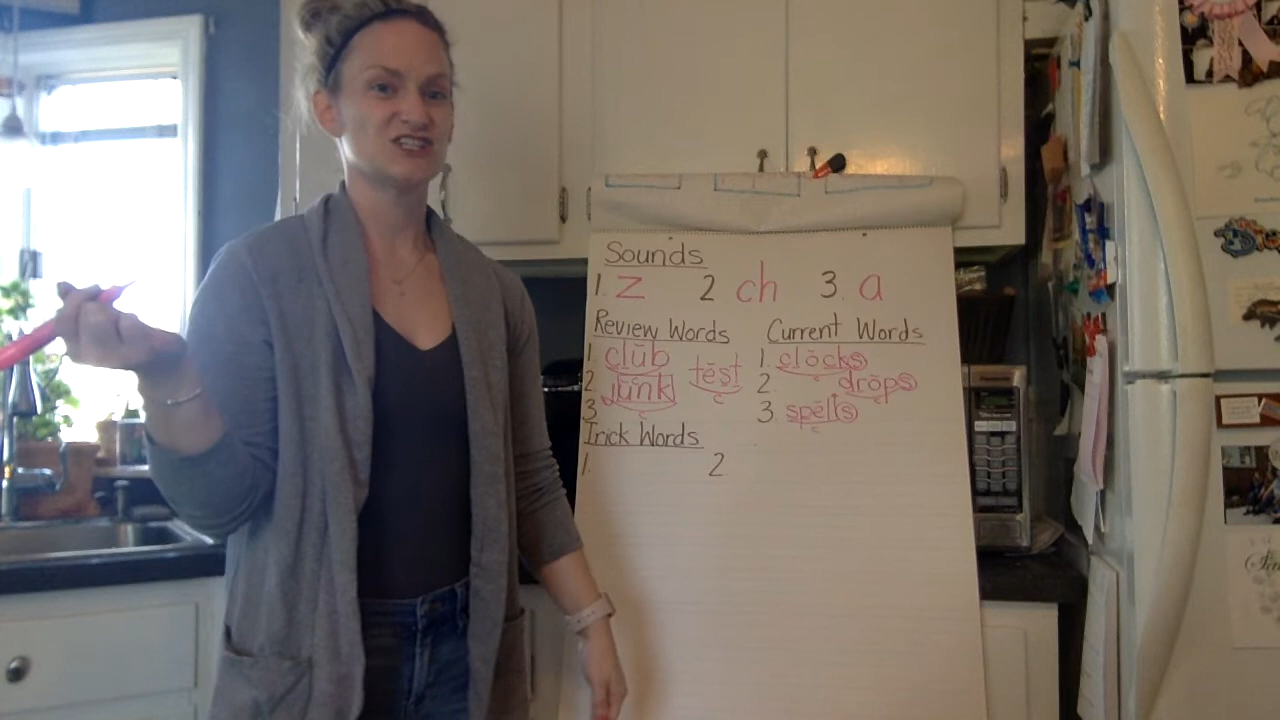 Sounds
1. z 2 ch 3. a
Review Words
1 club
2. junk
3.
test
Current Words
1. clocks
2. drops
3. spells
Trick Words
1. 2